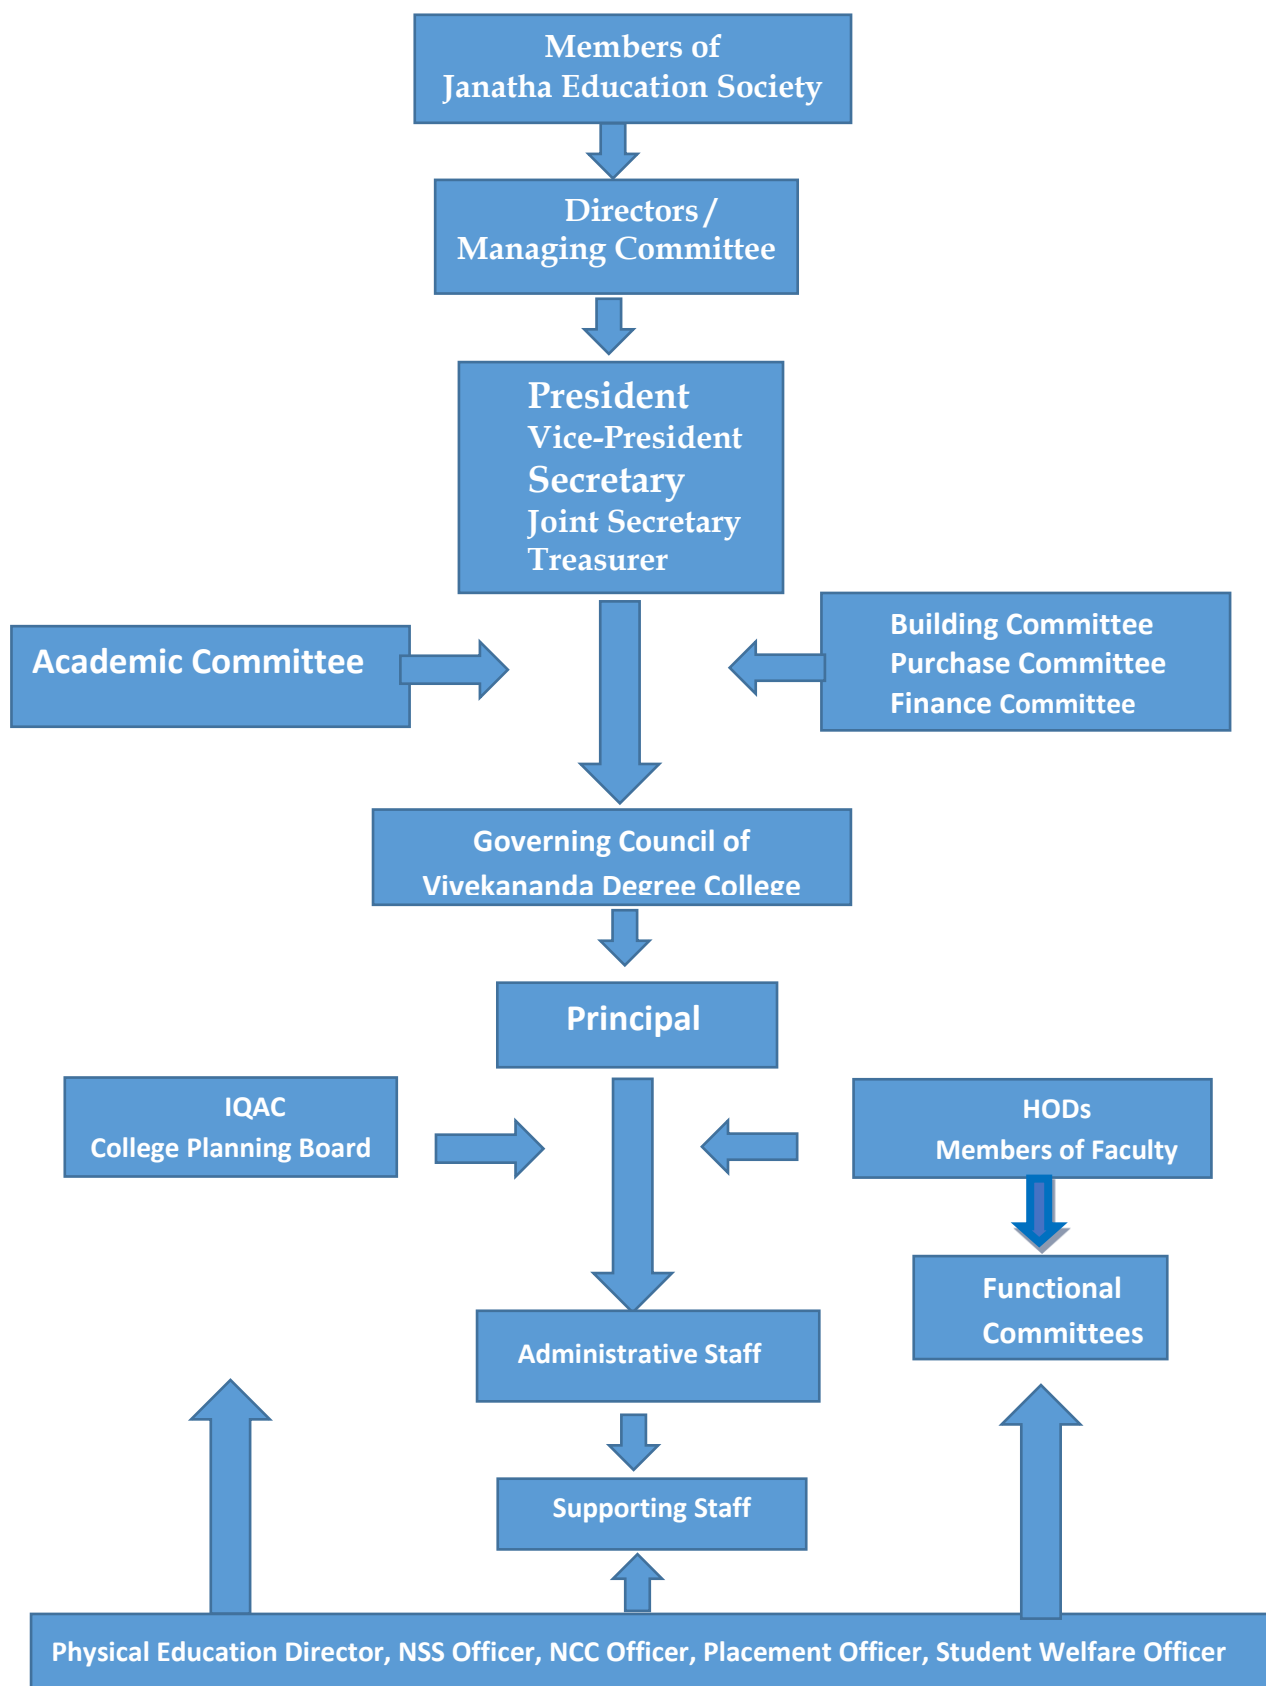 Members of
Janatha Education Society
Directors /
Managing Committee
President
Vice-President
Secretary
Joint Secretary
Treasurer
Academic Committee
Building Committee
Purchase Committee
Finance Committee
Governing Council of
Vivekananda Degree College
Principal
IQAC
College Planning Board
HODs
Members of Faculty
Functional
Committees
Administrative Staff
Supporting Staff
Physical Education Director, NSS Officer, NCC Officer, Placement Officer, Student Welfare Officer